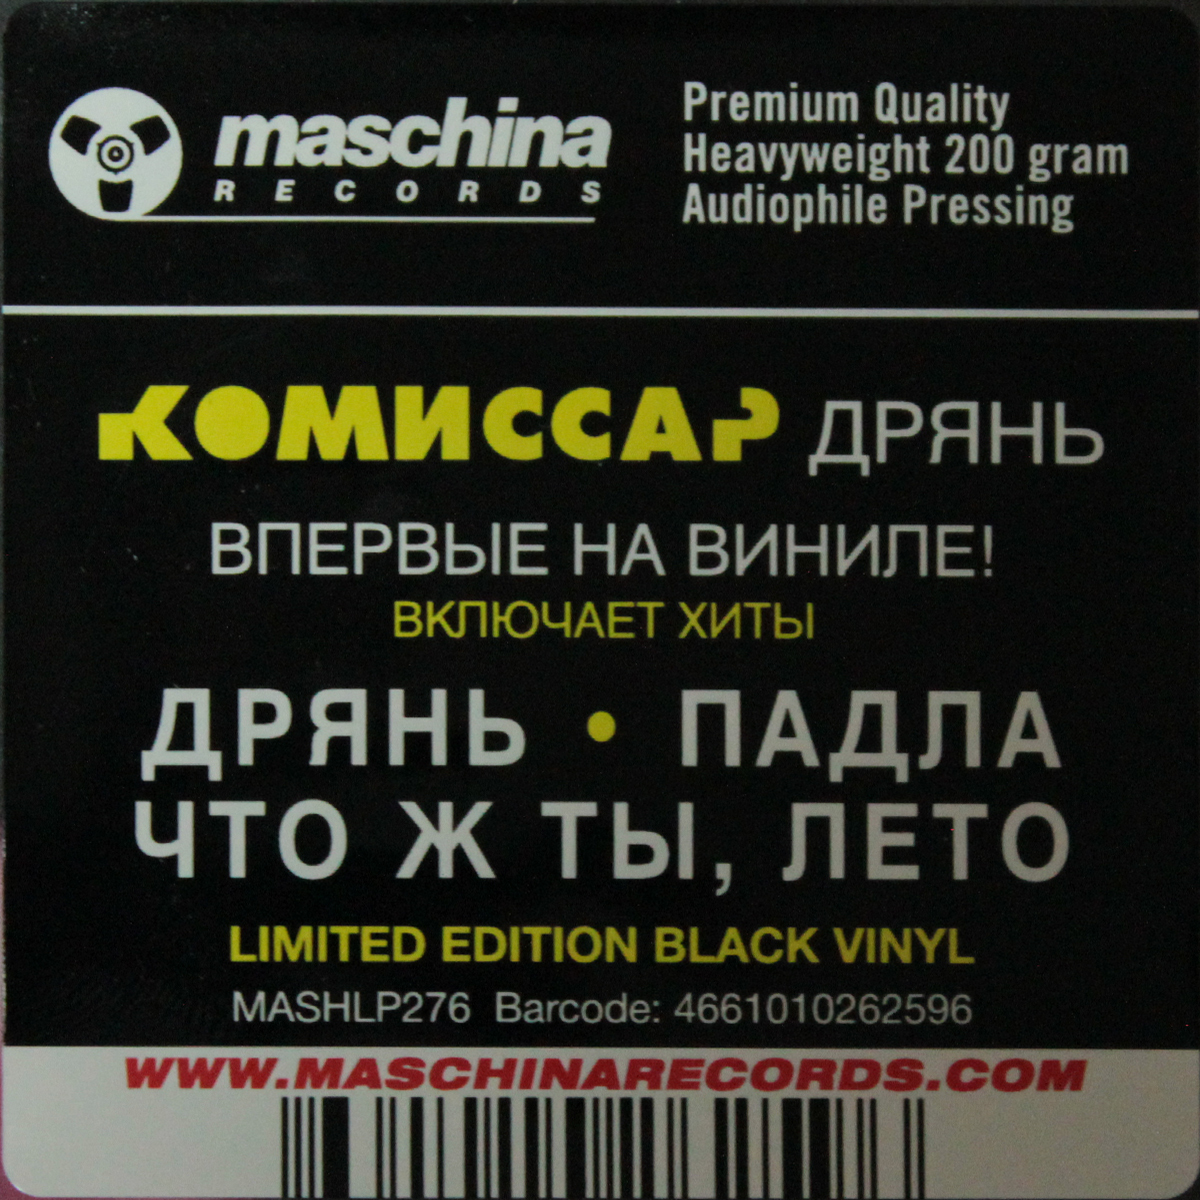 maschina
RECORDS
Premium Quality
Heavyweight 200 gram
Audiophile Pressing
КОМИССАР ДРЯНЬ
ВПЕРВЫЕ НА ВИНИЛЕ!
ВКЛЮЧАЕТ ХИТЫ
ДРЯНЬ • ПАДЛА
ЧТО Ж ТЫ, ЛЕТО
LIMITED EDITION BLACK VINYL
MASHLP276 Barcode: 4661010262596
WWW.MASCHINARECORDS.COM